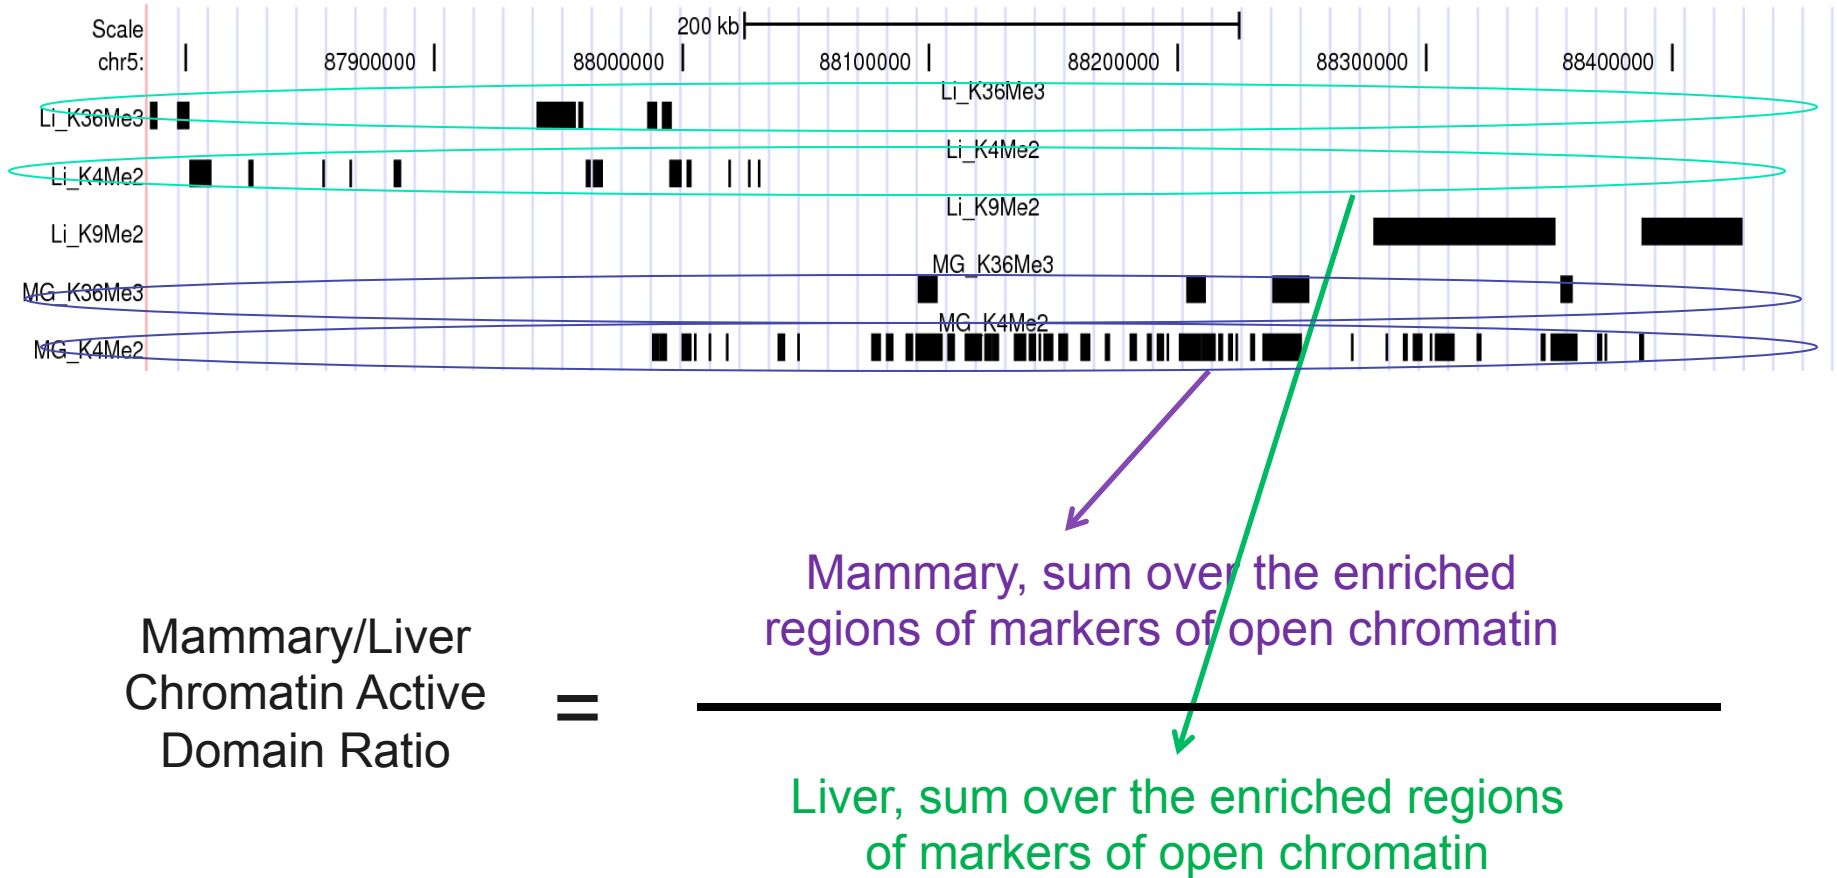 Scale 200 kb
chr5: 87900000 88000000 88100000 88200000 88300000 88400000
Li_K36Me3
Li_K36Me3
Li_K4Me2
Li_K4Me2
Li_K9Me2
Li_K9Me2
MG_K36Me3
MG_K36Me3
MG_K4Me2
MG_K4Me2
Mammary, sum over the enriched
regions of markers of open chromatin
Mammary/Liver
Chromatin Active
Domain Ratio
=
Liver, sum over the enriched regions
of markers of open chromatin